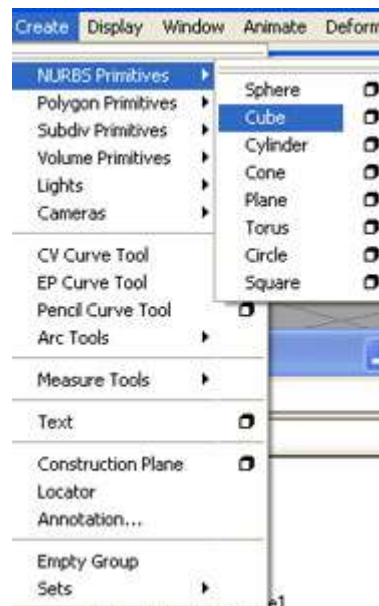 Create Display Window Animate Deform
NURBS Primitives
Polygon Primitives
Subdiv Primitives
Volume Primitives
Lights
Cameras
CV Curve Tool
EP Curve Tool
Pencil Curve Tool
Arc Tools
Measure Tools
Text
Construction Plane
Locator
Annotation...
Empty Group
Sets
Sphere
Cube
Cylinder
Cone
Plane
Torus
Circle
Square
e1